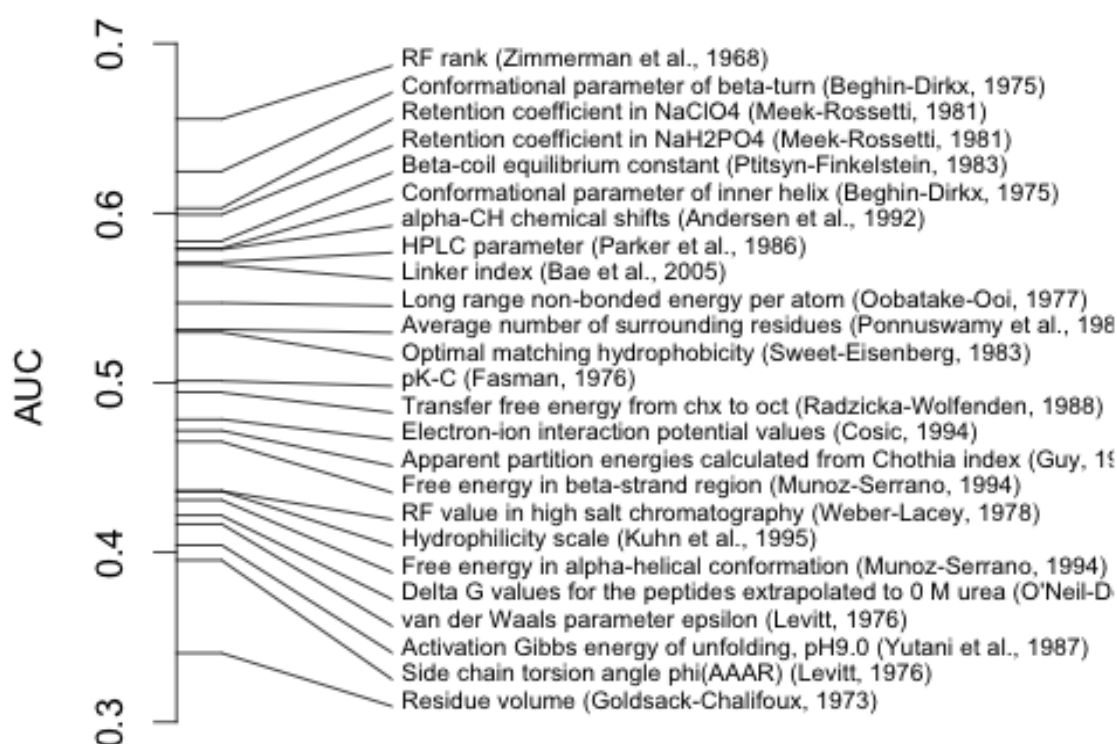 AUC
0.7
0.6
0.5
0.4
0.3
RF rank (Zimmerman et al., 1968)
Conformational parameter of beta-turn (Beghin-Dirkx, 1975)
Retention coefficient in NaClO4 (Meek-Rossetti, 1981)
Retention coefficient in NaH2PO4 (Meek-Rossetti, 1981)
Beta-coil equilibrium constant (Ptitsyn-Finkelstein, 1983)
Conformational parameter of inner helix (Beghin-Dirkx, 1975)
alpha-CH chemical shifts (Andersen et al., 1992)
HPLC parameter (Parker et al., 1986)
Linker index (Bae et al., 2005)
Long range non-bonded energy per atom (Oobatake-Ooi, 1977)
Average number of surrounding residues (Ponnuswamy et al., 198
Optimal matching hydrophobicity (Sweet-Eisenberg, 1983)
pK-C (Fasman, 1976)
Transfer free energy from chx to oct (Radzicka-Wolfenden, 1988)
Electron-ion interaction potential values (Cosic, 1994)
Apparent partition energies calculated from Chothia index (Guy, 19
Free energy in beta-strand region (Munoz-Serrano, 1994)
RF value in high salt chromatography (Weber-Lacey, 1978)
Hydrophilicity scale (Kuhn et al., 1995)
Free energy in alpha-helical conformation (Munoz-Serrano, 1994)
Delta G values for the peptides extrapolated to 0 M urea (O'Neil-D
van der Waals parameter epsilon (Levitt, 1976)
Activation Gibbs energy of unfolding, pH9.0 (Yutani et al., 1987)
Side chain torsion angle phi(AAAR) (Levitt, 1976)
Residue volume (Goldsack-Chalifoux, 1973)